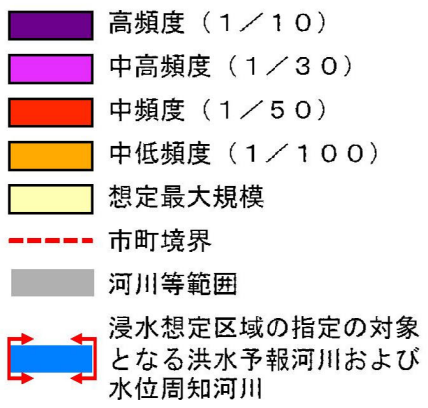 高頻度（１／１０）
中高頻度（１／３０）
中頻度（１／５０）
中低頻度（１／１００）
想定最大規模
市町境界
河川等範囲
浸水想定区域の指定の対象
となる洪水予報河川および
水位周知河川